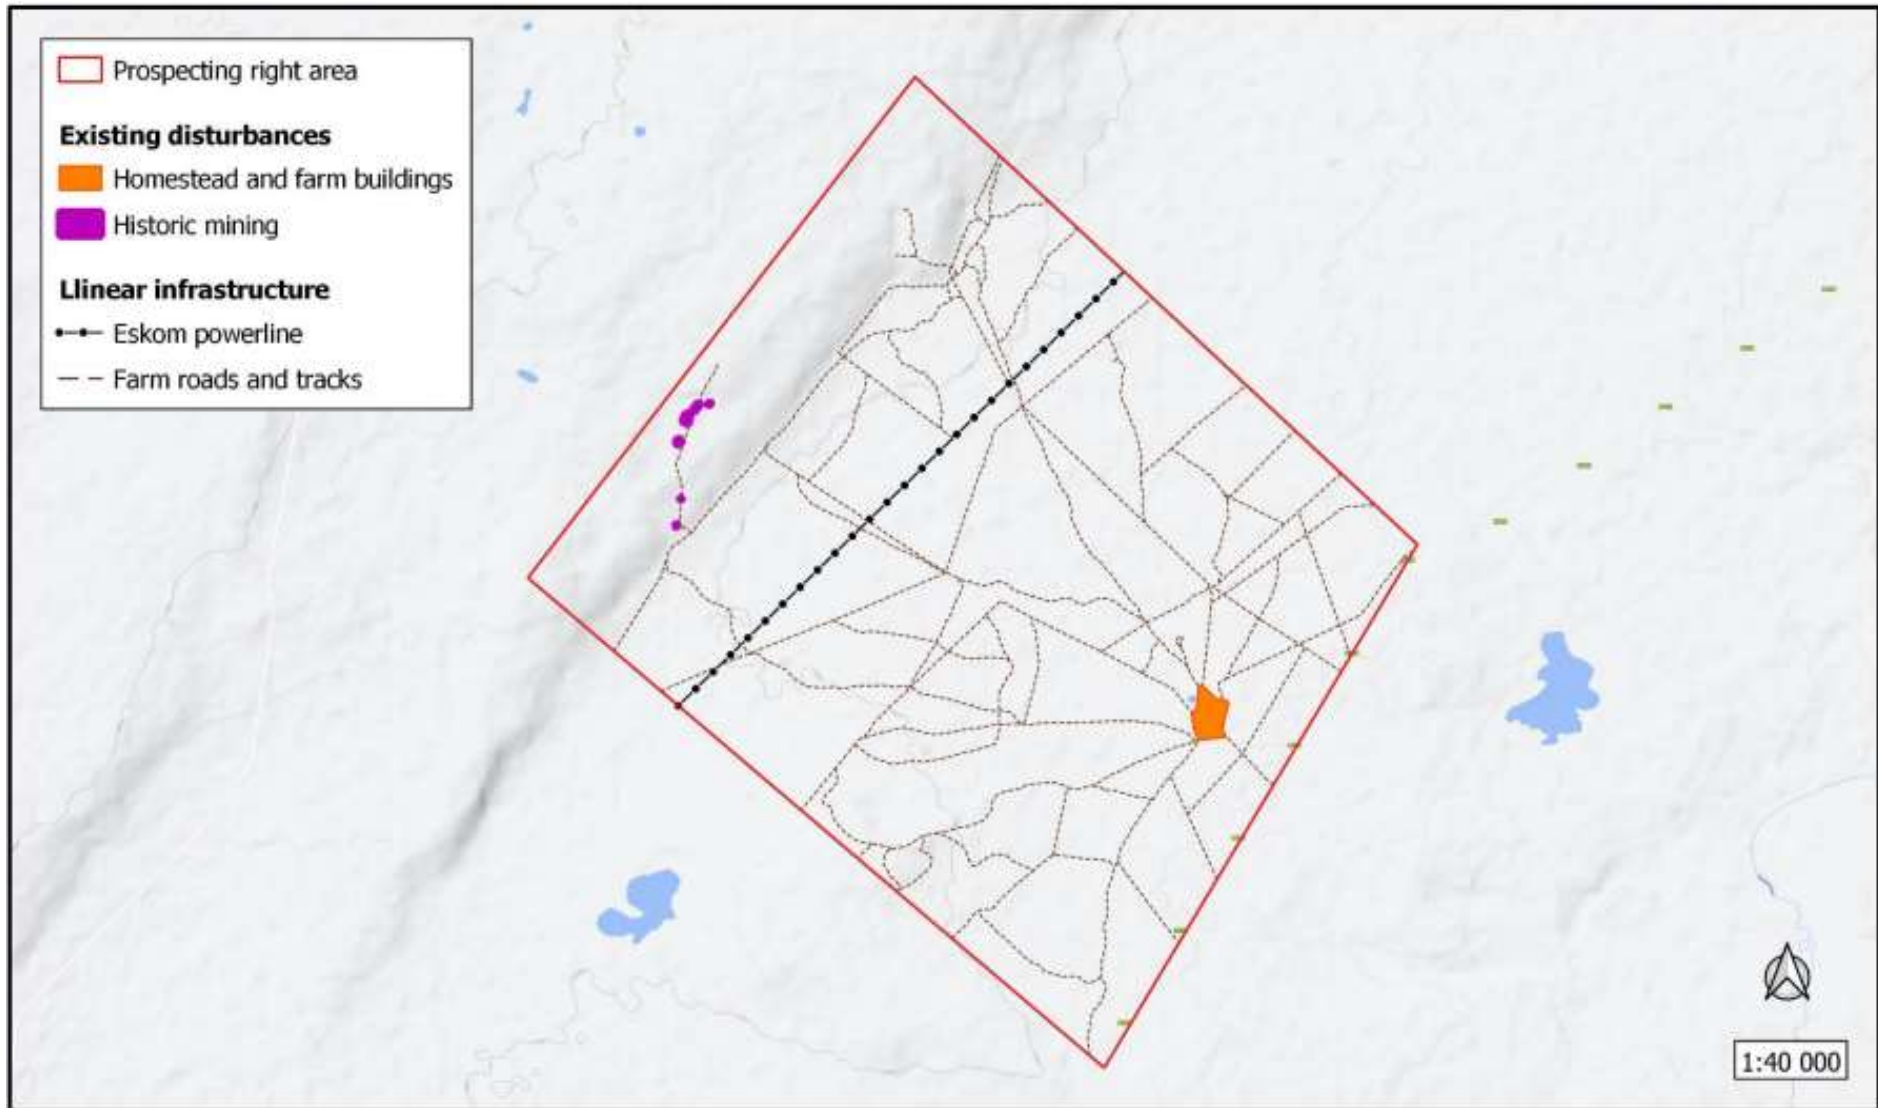 Prospecting right area
Existing disturbances
Homestead and farm buildings
Historic mining
Llinear infrastructure
Eskom powerline
Farm roads and tracks
1:40 000